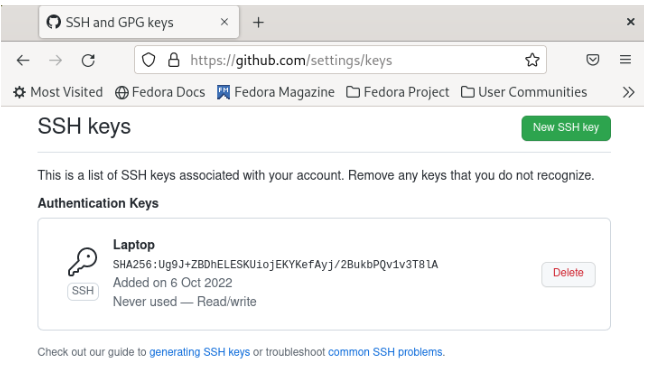 SSH and GPG keys
https://github.com/settings/keys
Most Visited Fedora Docs Fedora Magazine Fedora Project User Communities
SSH keys New SSH key
This is a list of SSH keys associated with your account. Remove any keys that you do not recognize.
Authentication Keys
Laptop
SHA256:Ug9J+ZBDhELESKUiojEKYKefAyj/2BukbPQv1v3T8lA
Added on 6 Oct 2022
Never used — Read/write
SSH
Delete
Check out our guide to generating SSH keys or troubleshoot common SSH problems.